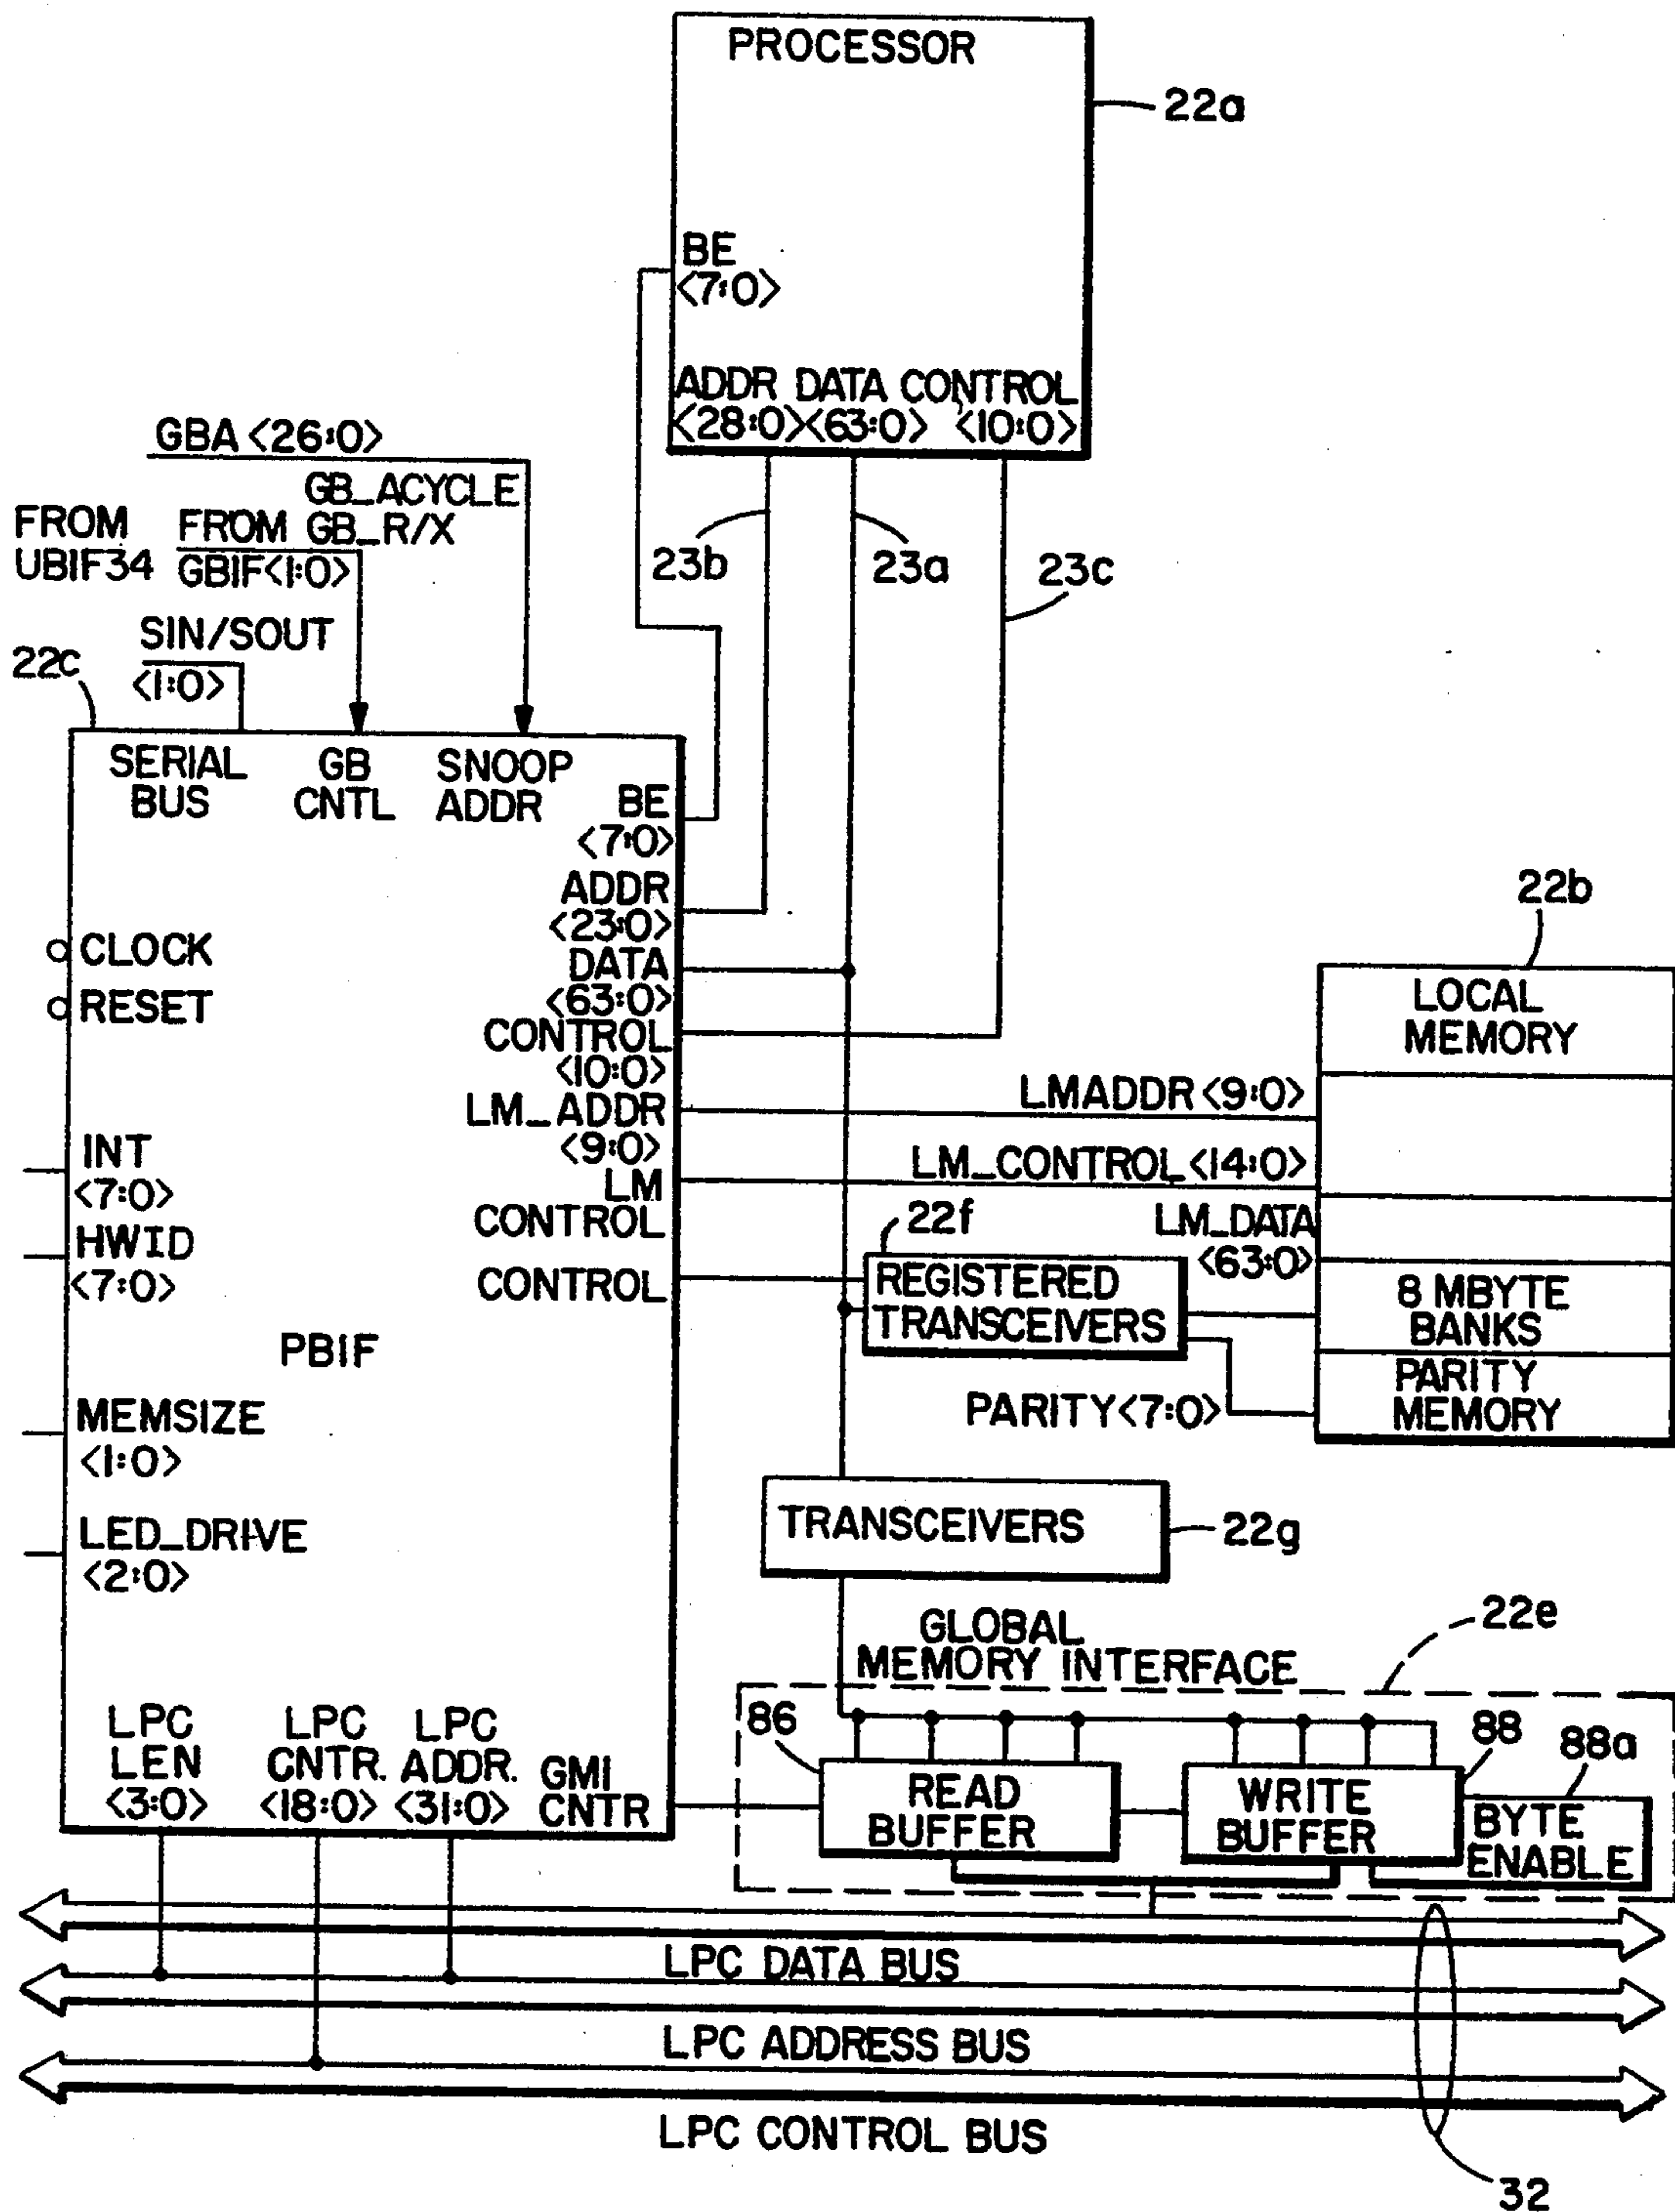 PROCESSOR
22a
BE
<7:0>
ADDR DATA CONTROL
<28:0> <63:0> <10:0>
GBA <26:0>
GB_ACYCLE
FROM
UBIF34
FROM GB_R/X
GBIF<1:0>
23b
23a
23c
SIN/SOUT
<1:0>
22c
SERIAL
BUS
GB
CNTL
SNOOP
ADDR
BE
<7:0>
ADDR
<23:0>
DATA
<63:0>
CONTROL
<10:0>
LM_ADDR
<9:0>
LM
CONTROL
CONTROL
CLOCK
RESET
INT
<7:0>
HWID
<7:0>
PBIF
MEMSIZE
<1:0>
LED_DRIVE
<2:0>
22b
LOCAL
MEMORY
LMADDR <9:0>
LM_CONTROL <14:0>
LM_DATA
<63:0>
22f
REGISTERED
TRANSCEIVERS
8 MBYTE
BANKS
PARITY
MEMORY
PARITY<7:0>
TRANSCEIVERS
22g
GLOBAL
MEMORY INTERFACE
22e
LPC
LEN
<3:0>
LPC
CNTR.
<18:0>
LPC
ADDR.
<31:0>
GMI
CNTR
86
READ
BUFFER
88
WRITE
BUFFER
88a
BYTE
ENABLE
LPC DATA BUS
LPC ADDRESS BUS
LPC CONTROL BUS
32